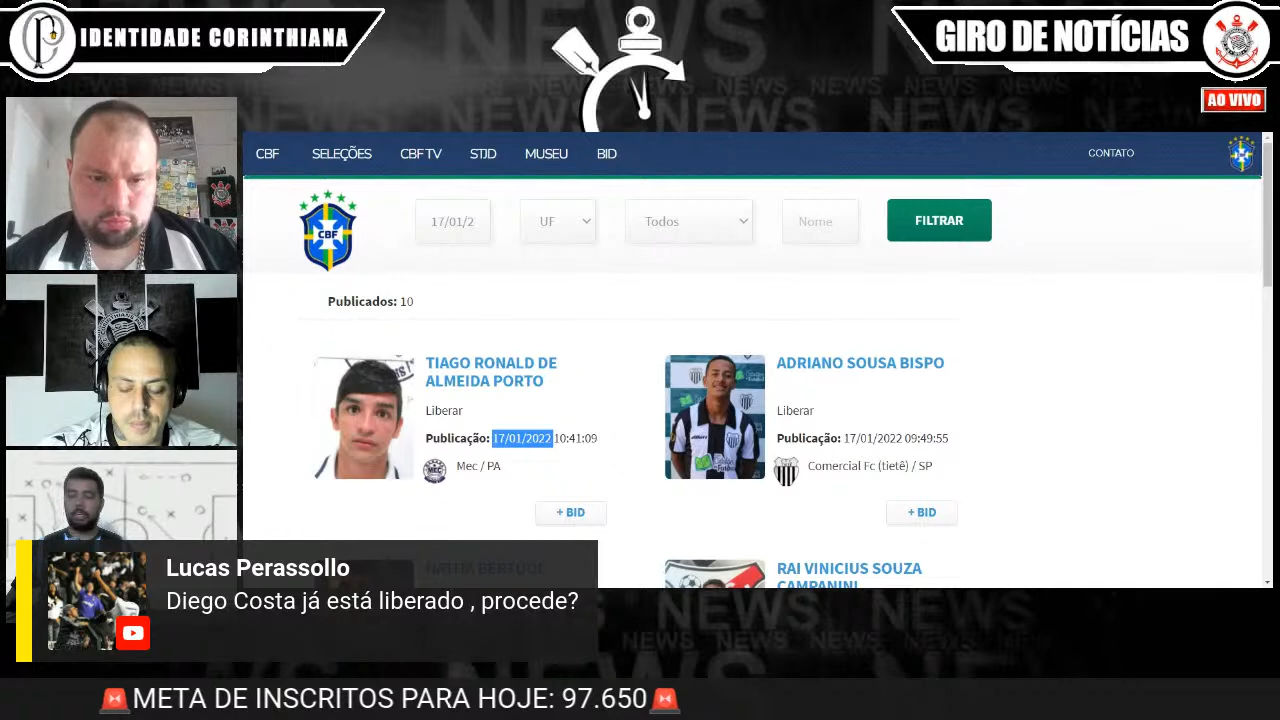 IDENTIDADE CORINTHIANA
GIRO DE NOTÍCIAS
AO VIVO
NEWS
CBF SELEÇÕES CBF TV STJD MUSEU BID CONTATO
CBF
17/01/2 UF Todos Nome FILTRAR
Publicados: 10
TIAGO RONALD DE
ALMEIDA PORTO
Liberar
Publicação: 17/01/2022 10:41:09
Mec / PA
+ BID
ADRIANO SOUSA BISPO
Liberar
Publicação: 17/01/2022 09:49:55
Comercial Fc (tietê) / SP
+ BID
RAI VINICIUS SOUZA
CAMPANINI
Lucas Perassollo
Diego Costa já está liberado , procede?
🚨META DE INSCRITOS PARA HOJE: 97.650🚨